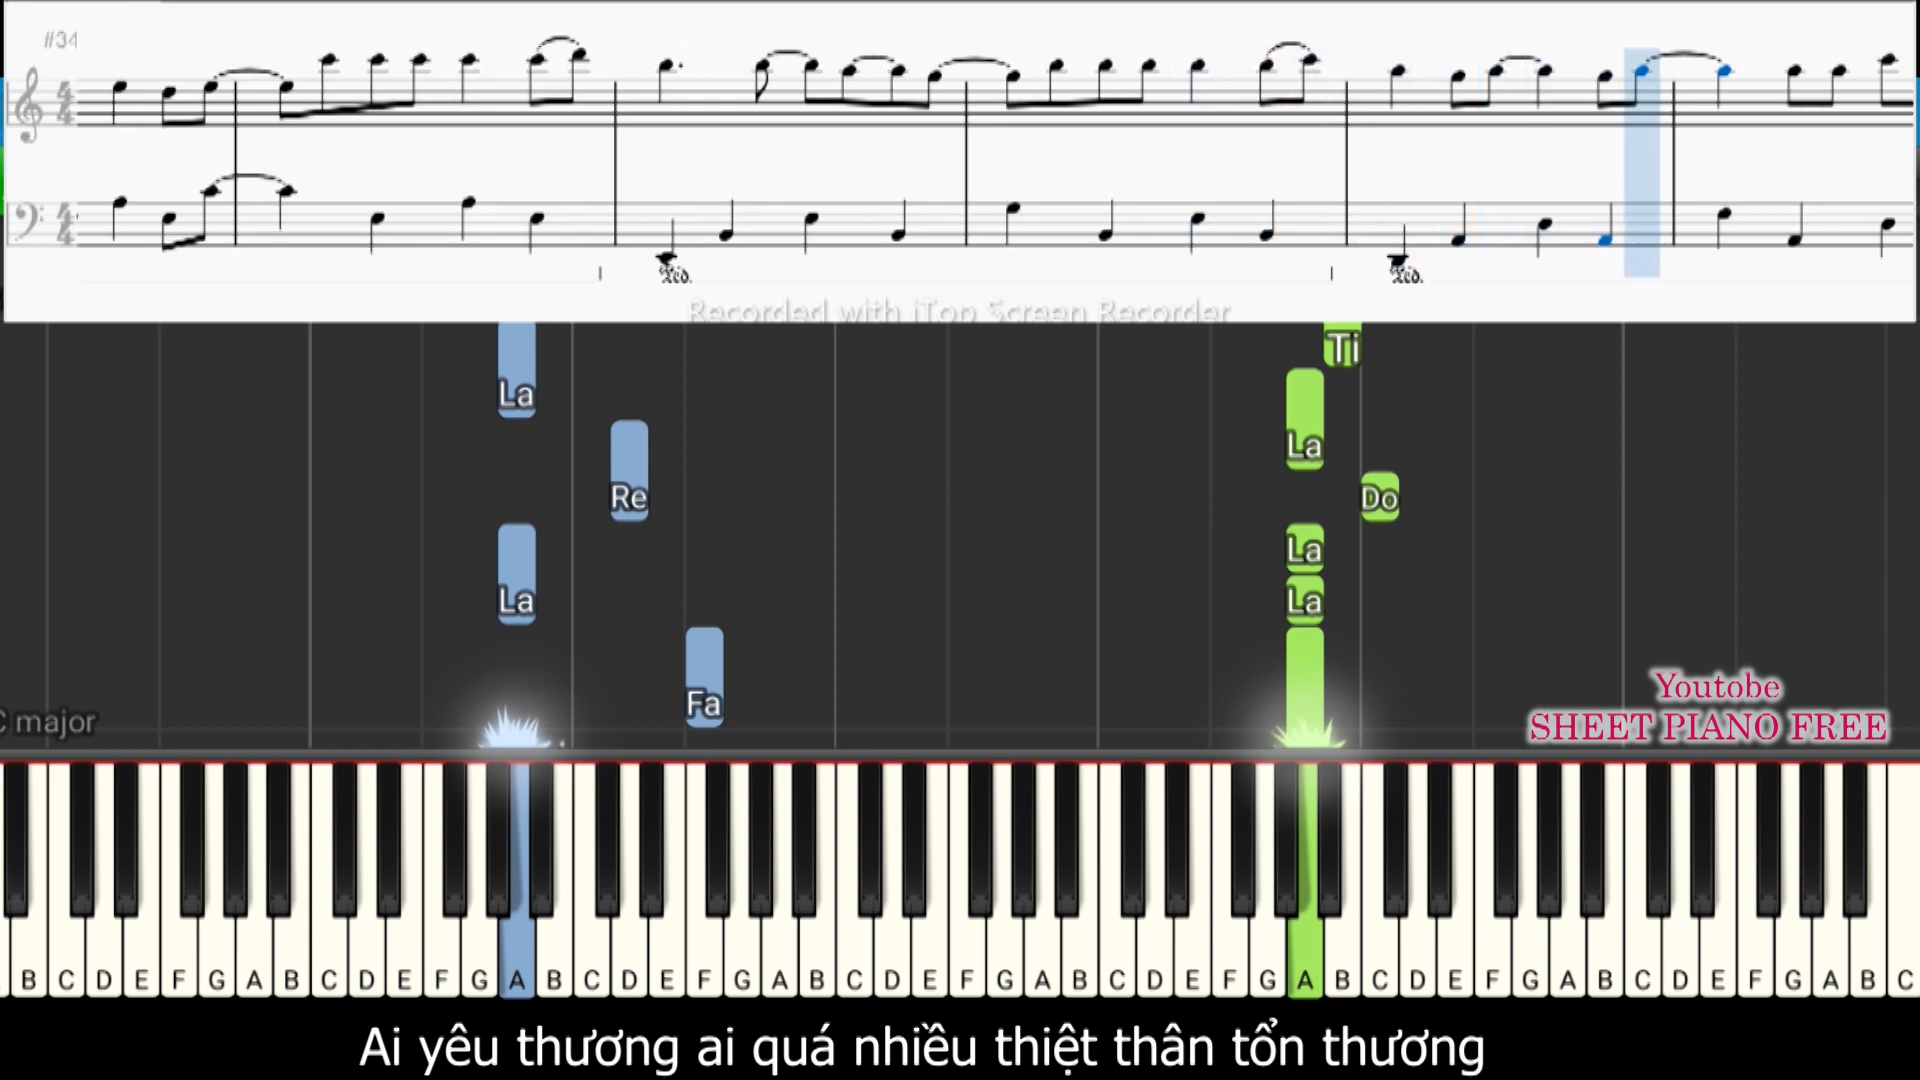 #34
Recorded with iTop Screen Recorder
Ti
La
La
Re
Do
La
La
La
La
Fa
C major
Youtobe
SHEET PIANO FREE
B C D E F G A B C D E F G A B C D E F G A B C D E F G A B C D E F G A B C D E F G A B C D E F G A B C
Ai yêu thương ai quá nhiều thiệt thân tổn thương